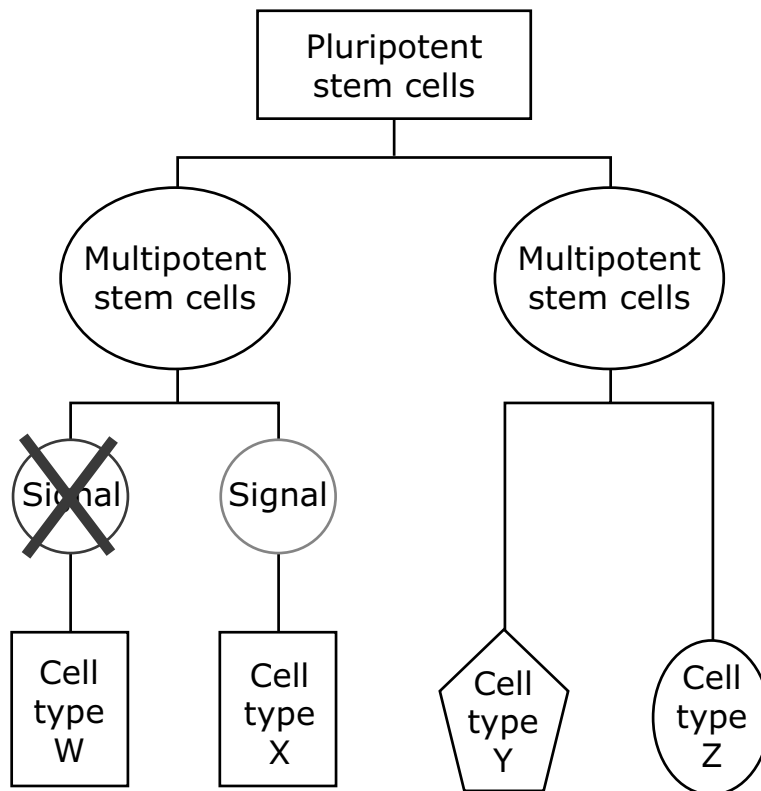 Pluripotent
stem cells
Multipotent
stem cells
Multipotent
stem cells
Signal
Signal
Cell
type
W
Cell
type
X
Cell
type
Y
Cell
type
Z